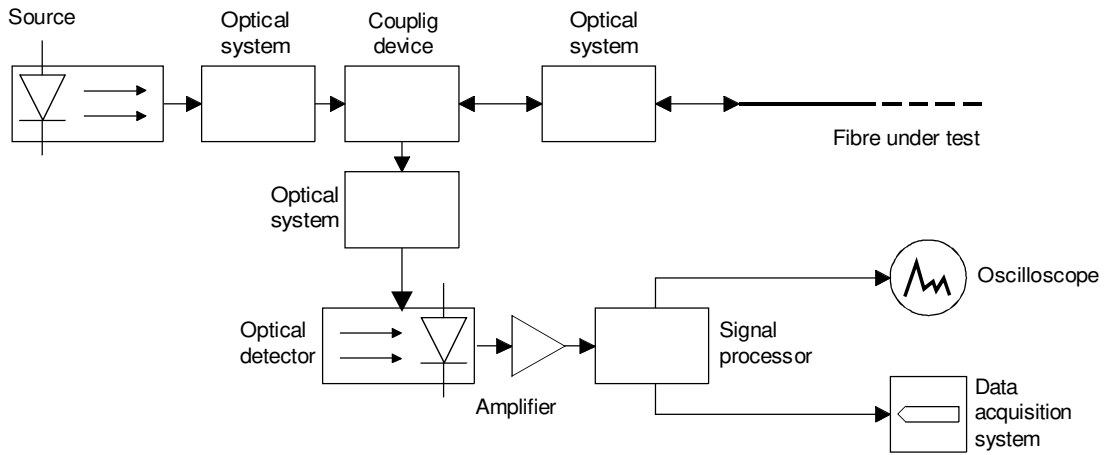 Source
Optical
system
Couplig
device
Optical
system
Fibre under test
Optical
system
Oscilloscope
Optical
detector
Signal
processor
Amplifier
Data
acquisition
system